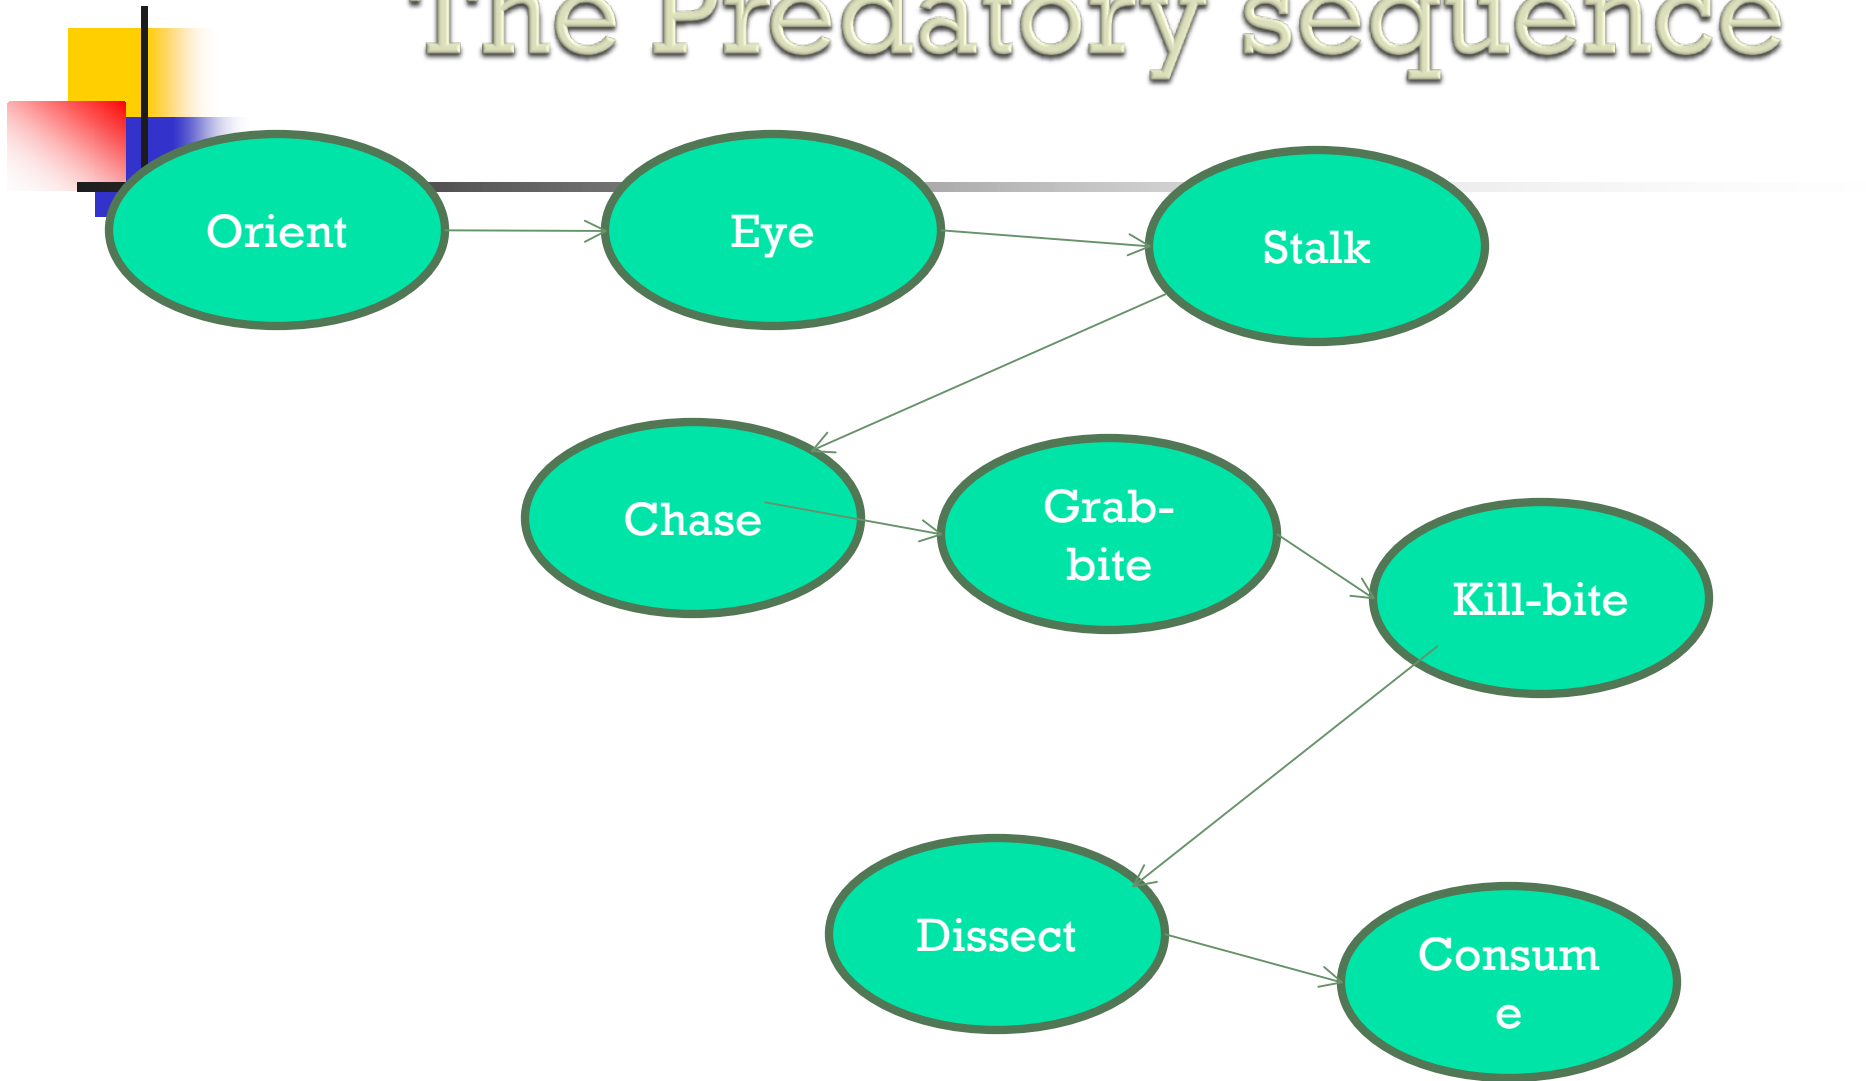 The Predatory sequence
Orient
Eye
Stalk
Chase
Grab-
bite
Kill-bite
Dissect
Consum
e